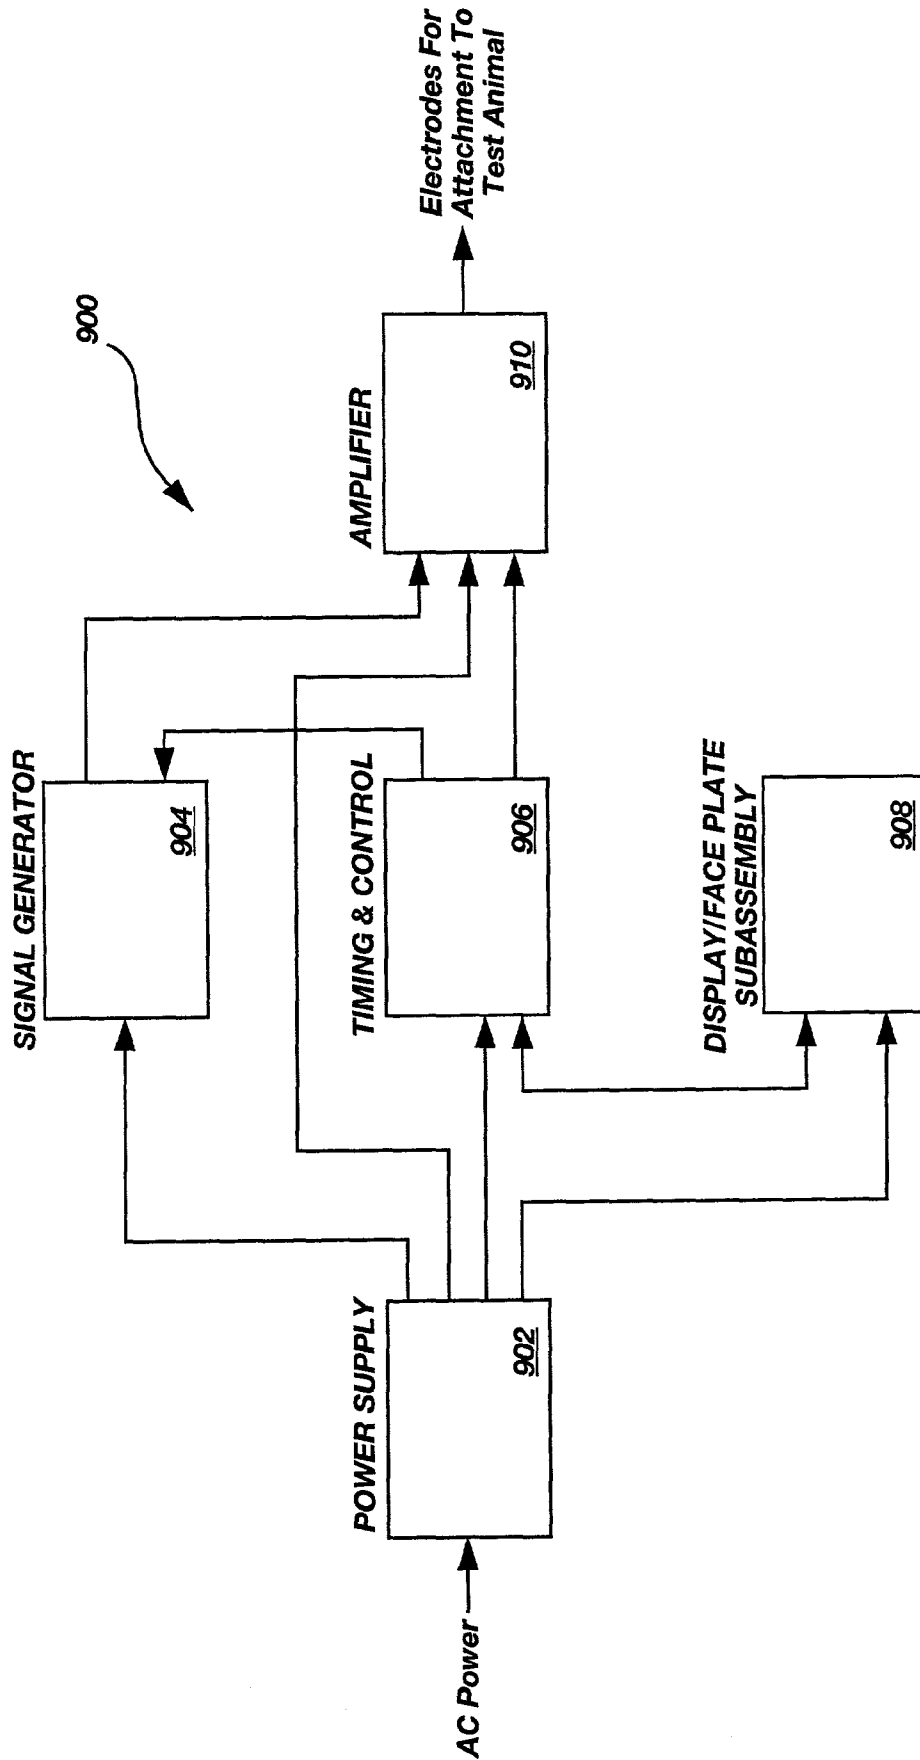 900
SIGNAL GENERATOR
904
AMPLIFIER
910
Electrodes For
Attachment To
Test Animal
AC Power
POWER SUPPLY
902
TIMING & CONTROL
906
DISPLAY/FACE PLATE
SUBASSEMBLY
908